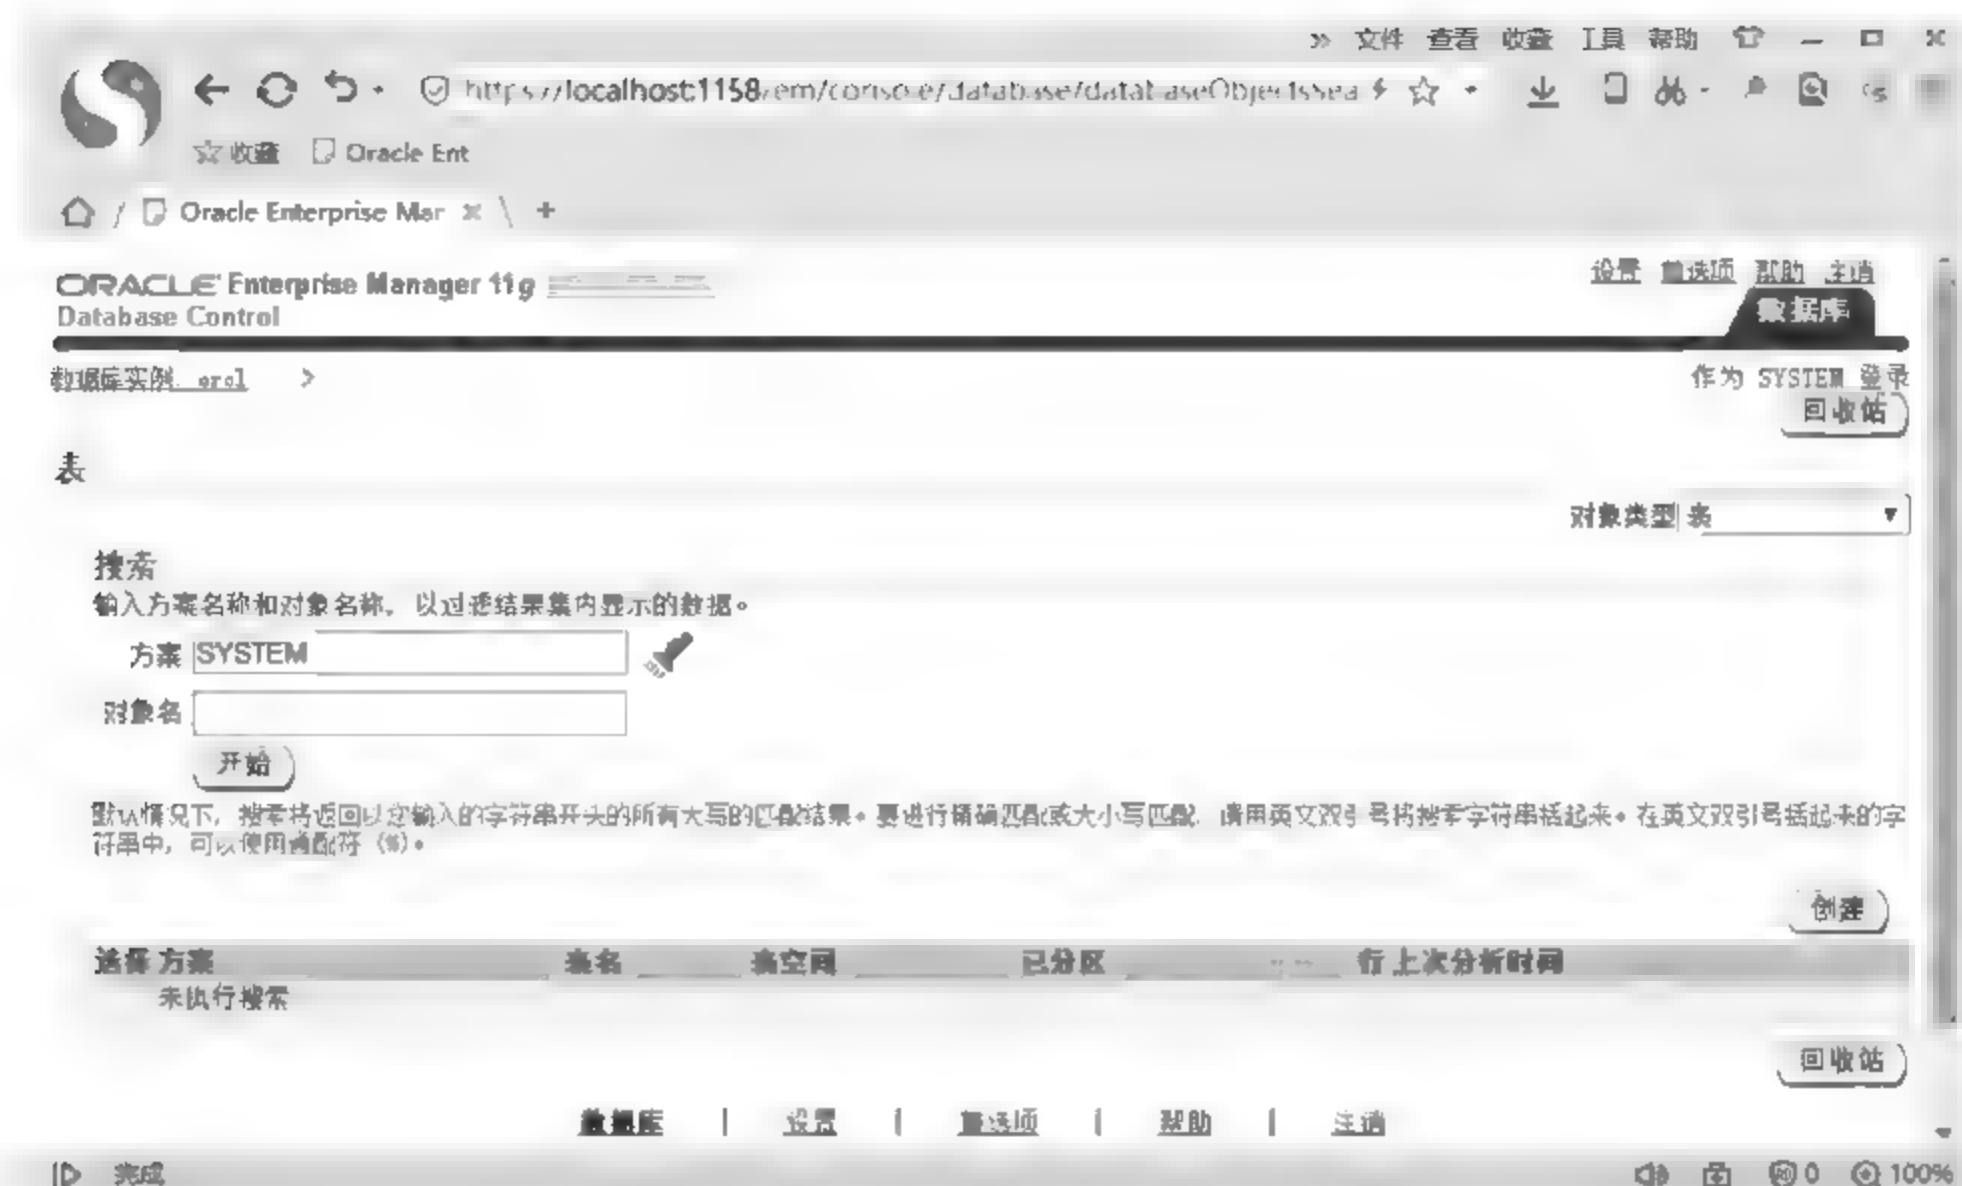 » 文件 查看 收藏 工具 帮助
https://localhost:1158/em/console/database/databaseObjectsSea
收藏 Oracle Ent
Oracle Enterprise Mar
ORACLE Enterprise Manager 11g
Database Control
设置 首选项 帮助 注销
数据库
数据库实例: orcl >
作为 SYSTEM 登录
回收站
表
对象类型 表
搜索
输入方案名称和对象名称, 以过滤结果集内显示的数据。
方案 SYSTEM
对象名
开始
默认情况下, 搜索将返回以您输入的字符串开头的所有大写的匹配结果。要进行精确匹配或大小写匹配, 请用英文双引号将搜索字符串括起来。在英文双引号括起来的字
符串中, 可以使用通配符 (%)。
创建
选择 方案 表名 表空间 已分区 行 上次分析时间
未执行搜索
回收站
数据库 | 设置 | 首选项 | 帮助 | 注销
完成 0 100%